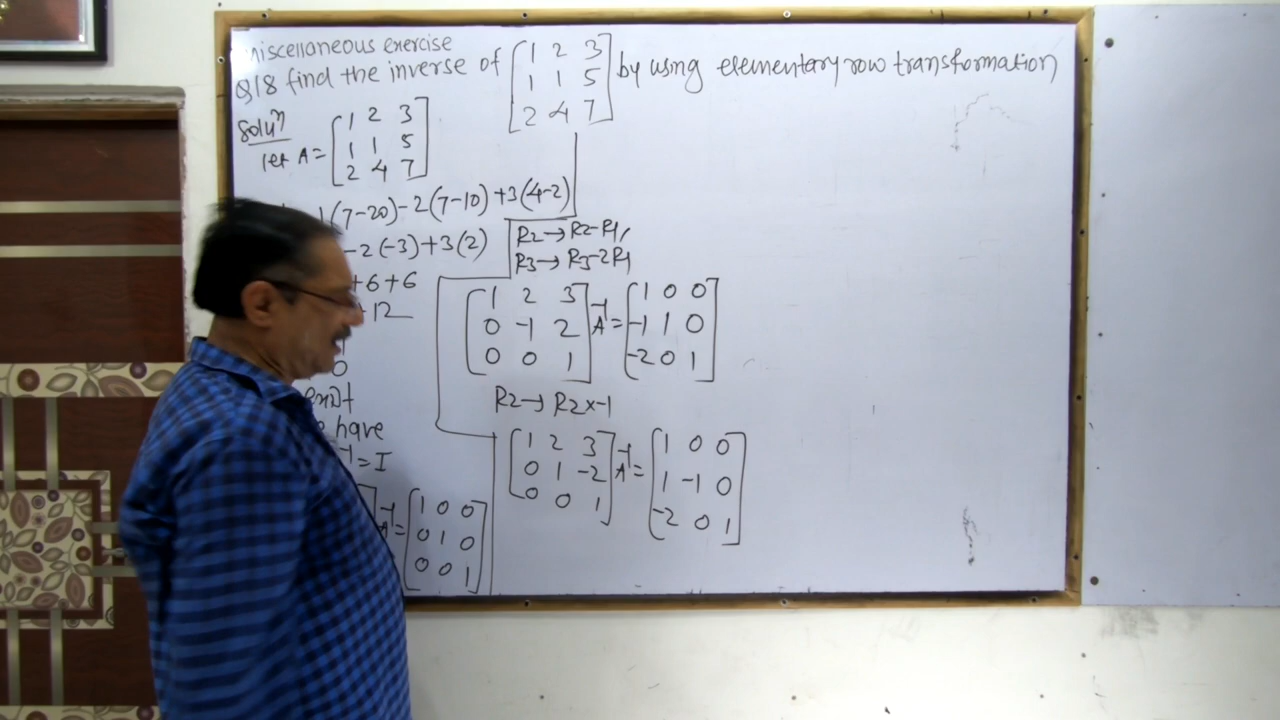 Miscellaneous exercise
Q18 find the inverse of [1 2 3 by using elementary row transformation
1 1 5
2 4 7]
Soluⁿ
let A = [1 2 3
1 1 5
2 4 7]
1(7-20)-2(7-10)+3(4-2)
-2(-3)+3(2)
+6+6
12
0
exist
have
-1 = I
A-1 = [1 0 0
0 1 0
0 0 1]
R2→R2-R1,
R3→R3-2R1
[1 2 3
0 -1 2
0 0 1] A-1 = [1 0 0
-1 1 0
-2 0 1]
R2→R2x-1
[1 2 3
0 1 -2
0 0 1] A-1 = [1 0 0
1 -1 0
-2 0 1]